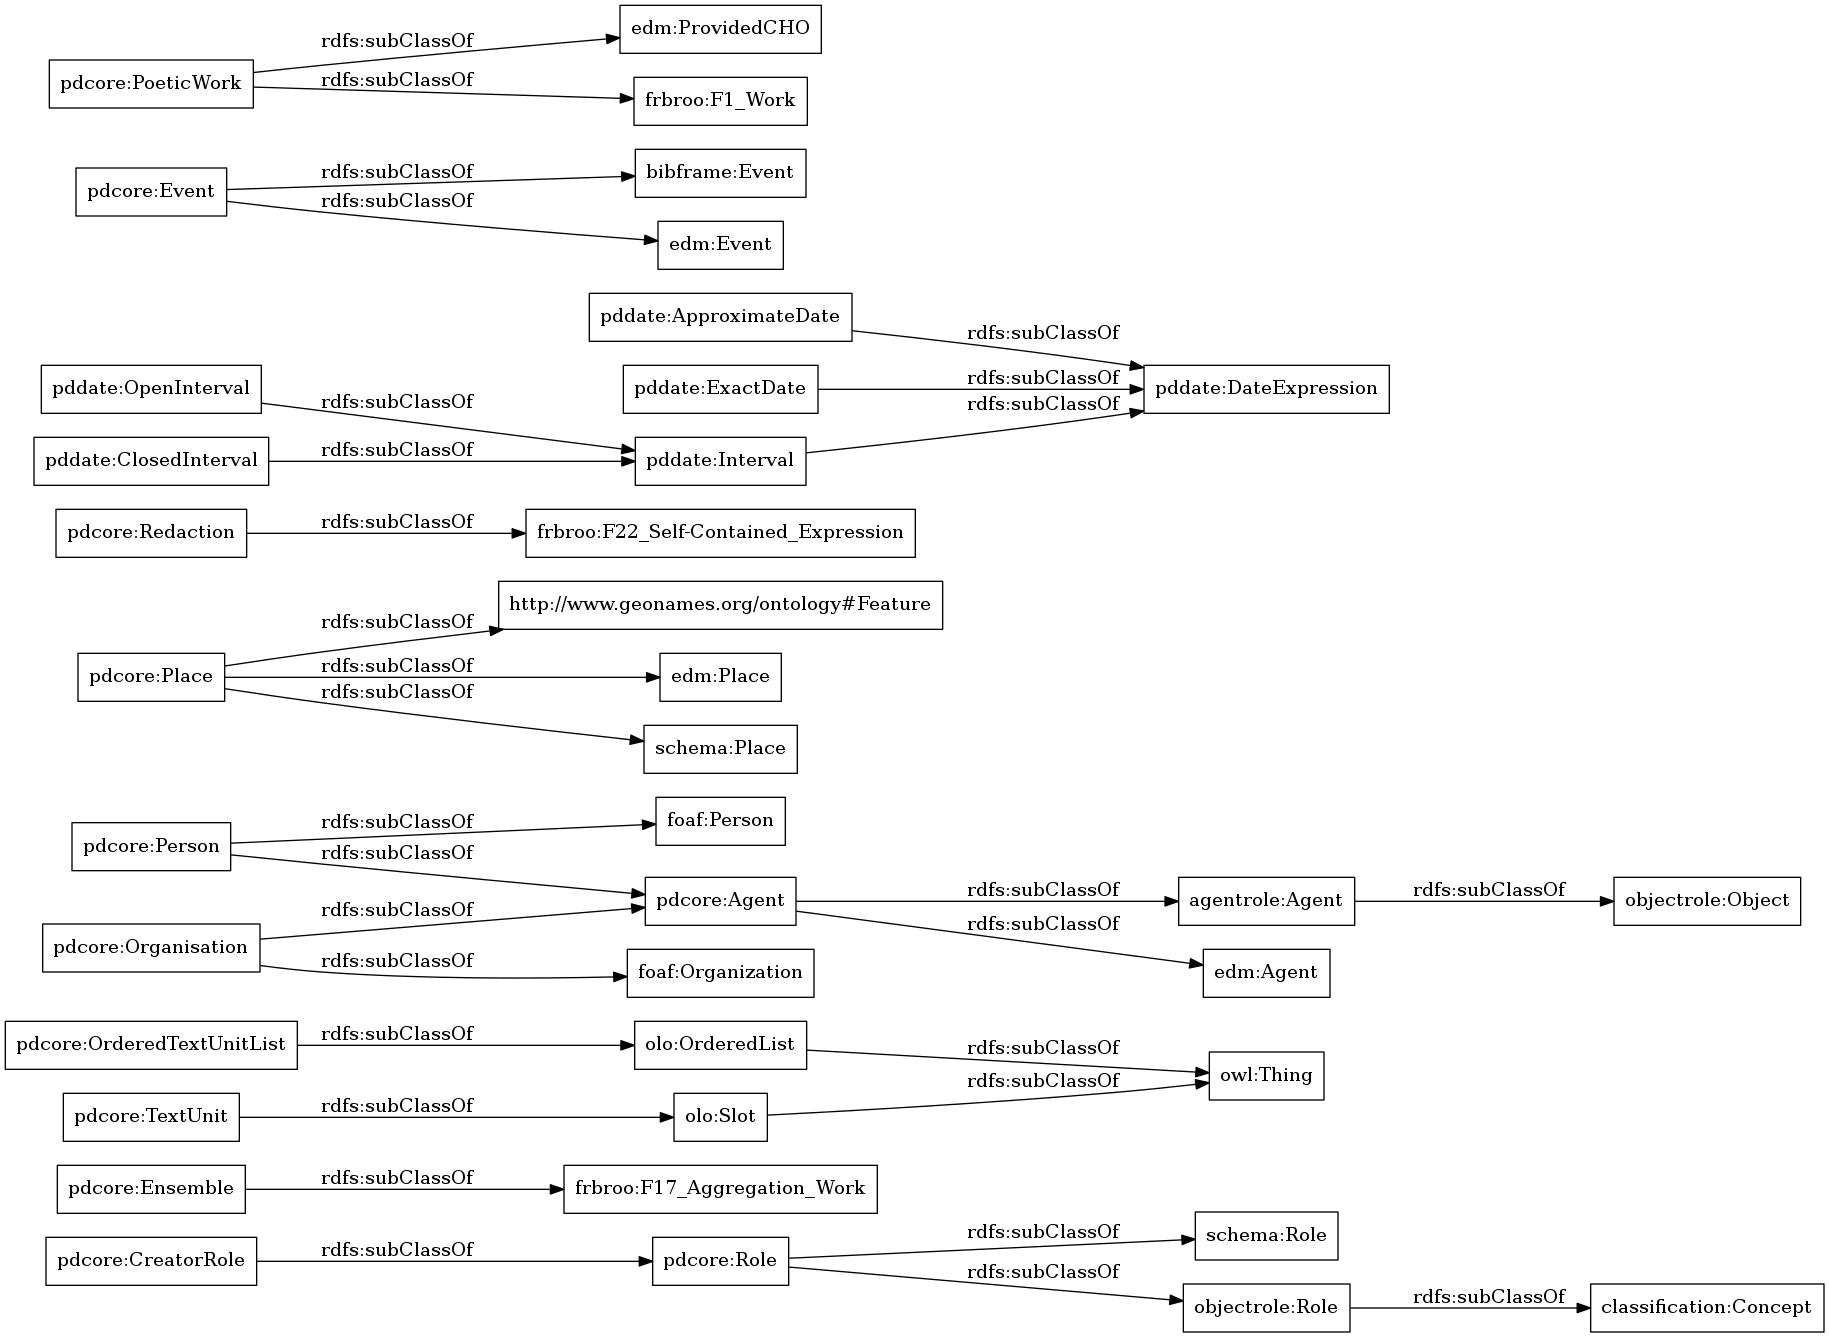 edm:ProvidedCHO
rdfs:subClassOf
pdcore:PoeticWork
rdfs:subClassOf
frbroo:F1_Work
rdfs:subClassOf
bibframe:Event
pdcore:Event
rdfs:subClassOf
edm:Event
pddate:ApproximateDate
rdfs:subClassOf
pddate:OpenInterval
rdfs:subClassOf
pddate:ExactDate
rdfs:subClassOf
pddate:DateExpression
rdfs:subClassOf
pddate:ClosedInterval
rdfs:subClassOf
pddate:Interval
pdcore:Redaction
rdfs:subClassOf
frbroo:F22_Self-Contained_Expression
http://www.geonames.org/ontology#Feature
rdfs:subClassOf
pdcore:Place
rdfs:subClassOf
edm:Place
rdfs:subClassOf
schema:Place
rdfs:subClassOf
foaf:Person
pdcore:Person
rdfs:subClassOf
pdcore:Agent
rdfs:subClassOf
agentrole:Agent
rdfs:subClassOf
objectrole:Object
rdfs:subClassOf
rdfs:subClassOf
pdcore:Organisation
rdfs:subClassOf
foaf:Organization
edm:Agent
pdcore:OrderedTextUnitList
rdfs:subClassOf
olo:OrderedList
rdfs:subClassOf
owl:Thing
rdfs:subClassOf
pdcore:TextUnit
rdfs:subClassOf
olo:Slot
pdcore:Ensemble
rdfs:subClassOf
frbroo:F17_Aggregation_Work
rdfs:subClassOf
schema:Role
pdcore:CreatorRole
rdfs:subClassOf
pdcore:Role
rdfs:subClassOf
objectrole:Role
rdfs:subClassOf
classification:Concept